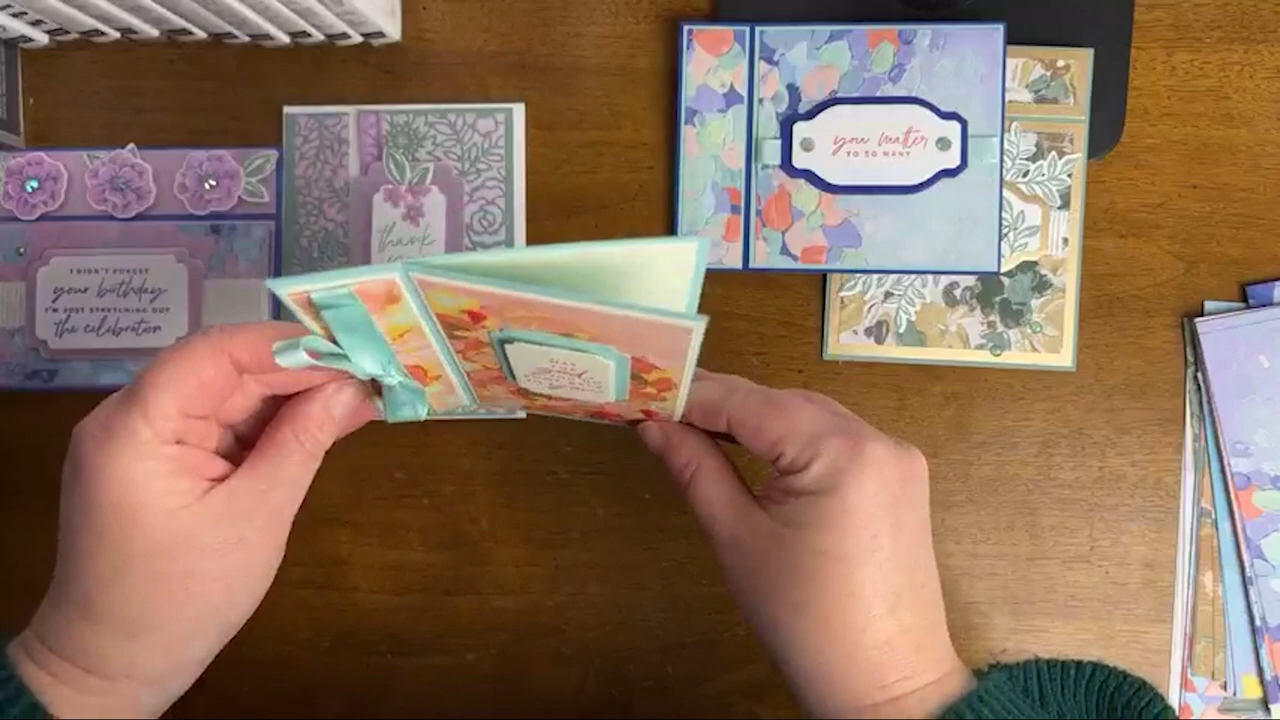 I DIDN'T FORGET
your birthday
I'M JUST STRETCHING OUT
the celebration
thank
you matter
TO SO MANY